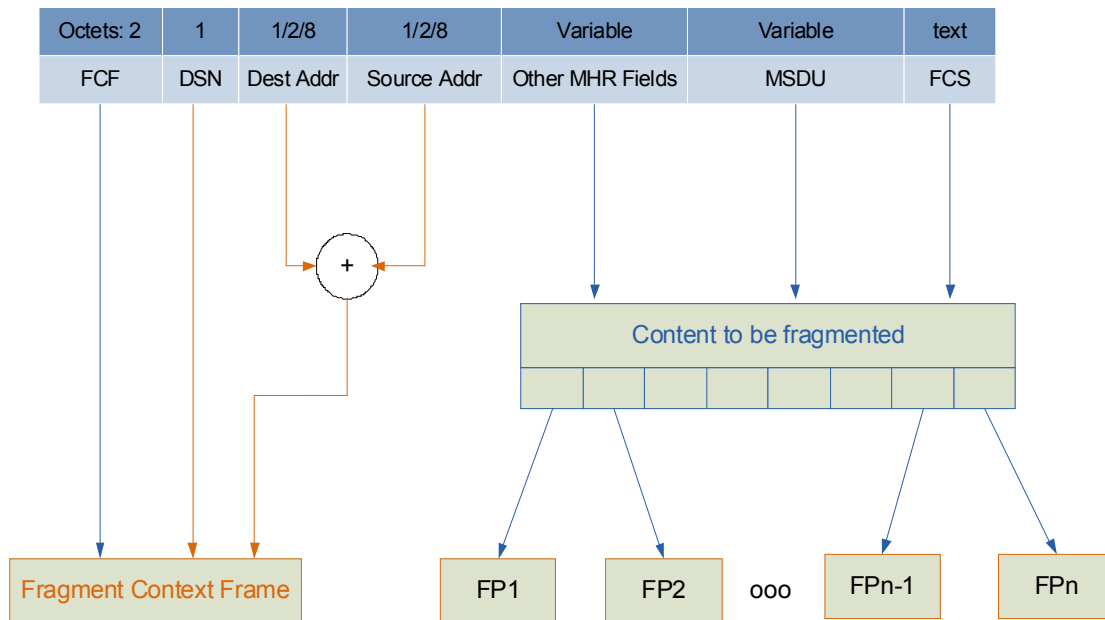 Octets: 2 1 1/2/8 1/2/8 Variable Variable text
FCF DSN Dest Addr Source Addr Other MHR Fields MSDU FCS
+
Content to be fragmented
Fragment Context Frame FP1 FP2 ooo FPn-1 FPn